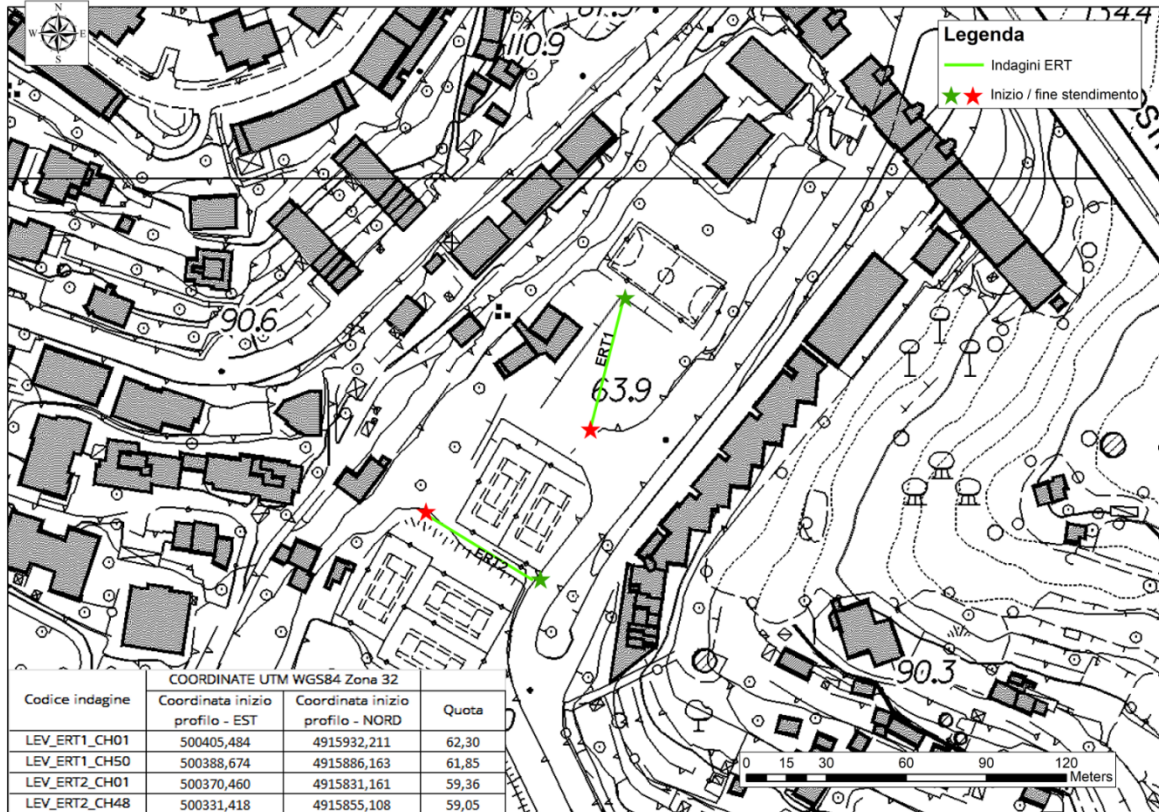 N
W E
S
110.9
134.4
Legenda
Indagini ERT
Inizio / fine stendimento
90.6
ERT1
63.9
ERT2
90.3
COORDINATE UTM WGS84 Zona 32
Codice indagine
Coordinata inizio profilo - EST
Coordinata inizio profilo - NORD
Quota
LEV_ERT1_CH01 500405,484 4915932,211 62,30
LEV_ERT1_CH50 500388,674 4915886,163 61,85
LEV_ERT2_CH01 500370,460 4915831,161 59,36
LEV_ERT2_CH48 500331,418 4915855,108 59,05
0 15 30 60 90 120
Meters